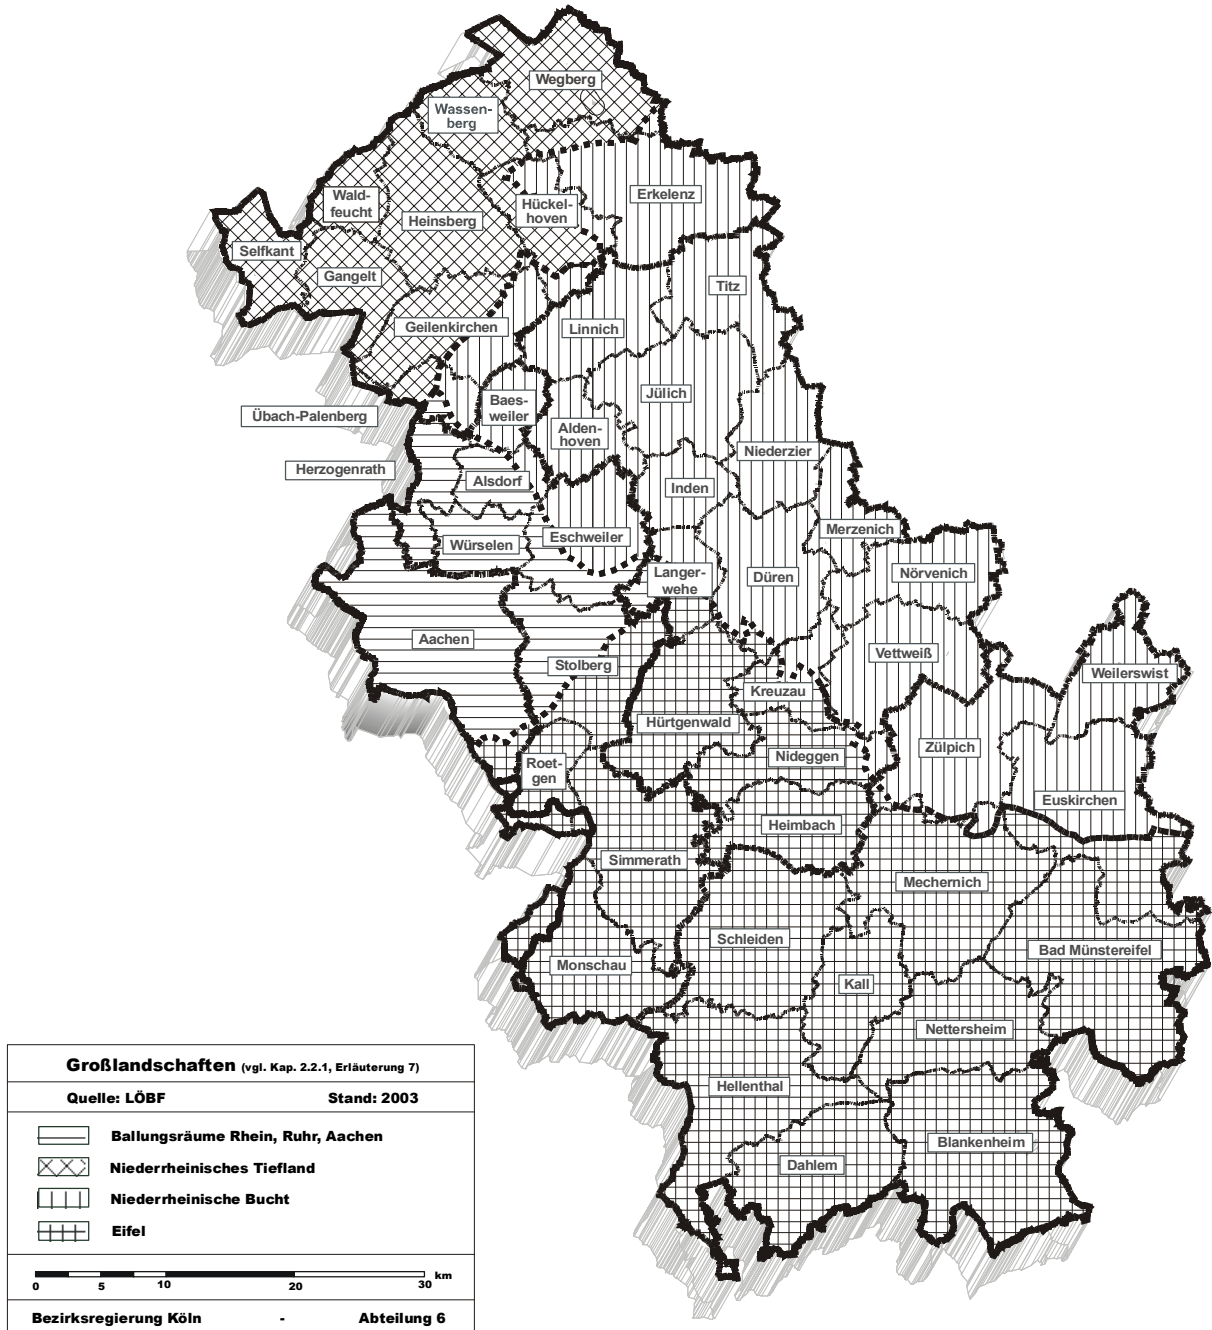 Wegberg
Wassen-
berg
Erkelenz
Wald-
feucht
Hückel-
hoven
Heinsberg
Selfkant
Gangelt
Titz
Geilenkirchen
Linnich
Jülich
Baes-
weiler
Übach-Palenberg
Alden-
hoven
Niederzier
Herzogenrath
Alsdorf
Inden
Merzenich
Eschweiler
Würselen
Nörvenich
Langer-
wehe
Düren
Aachen
Vettweiß
Stolberg
Weilerswist
Kreuzau
Hürtgenwald
Zülpich
Nideggen
Roet-
gen
Euskirchen
Heimbach
Simmerath
Mechernich
Schleiden
Bad Münstereifel
Monschau
Kall
Nettersheim
Hellenthal
Blankenheim
Dahlem
Großlandschaften (vgl. Kap. 2.2.1, Erläuterung 7)
Quelle: LÖBF Stand: 2003
Ballungsräume Rhein, Ruhr, Aachen
Niederrheinisches Tiefland
Niederrheinische Bucht
Eifel
0 5 10 20 30 km
Bezirksregierung Köln - Abteilung 6